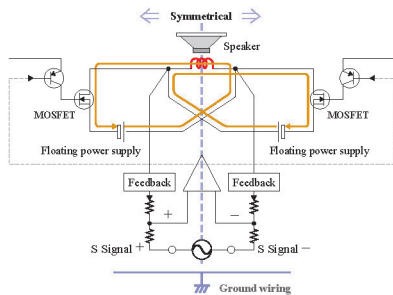 Symmetrical
Speaker
MOSFET
MOSFET
Floating power supply
Floating power supply
Feedback
Feedback
+
−
S Signal +
S Signal −
Ground wiring